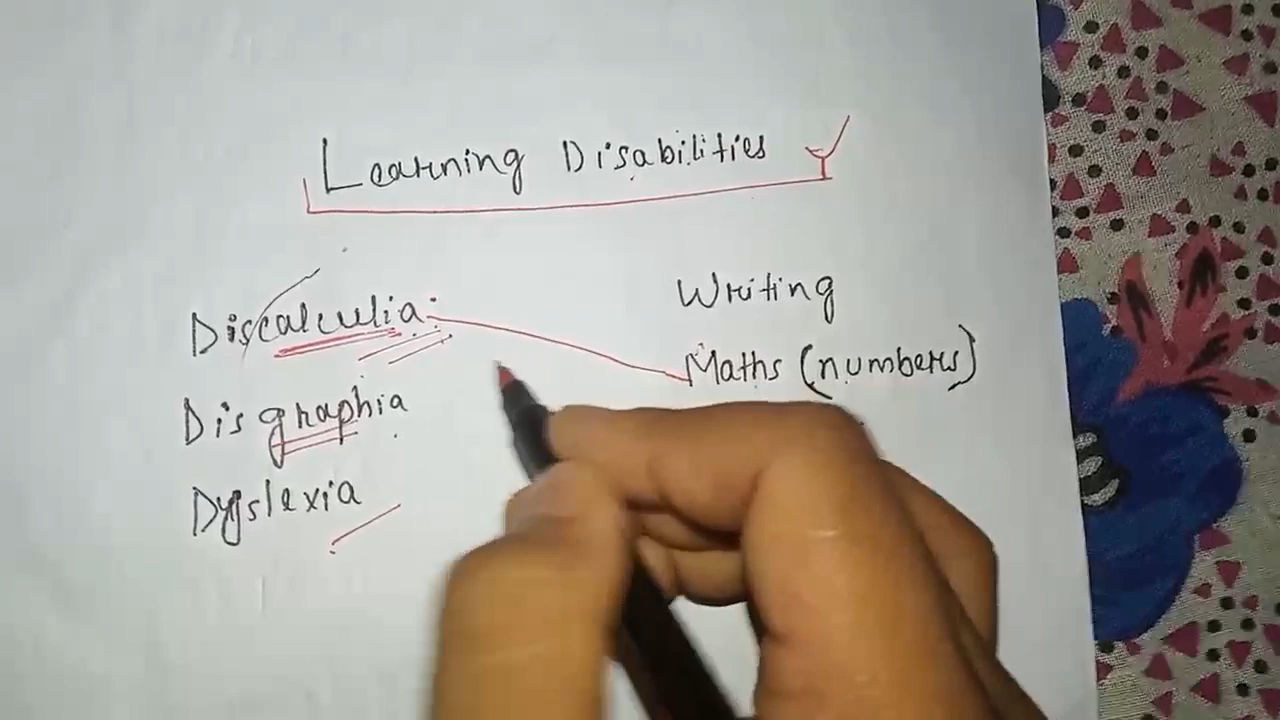 Learning Disabilities
Discalculia
Writing
Maths (numbers)
Disgraphia
Dyslexia